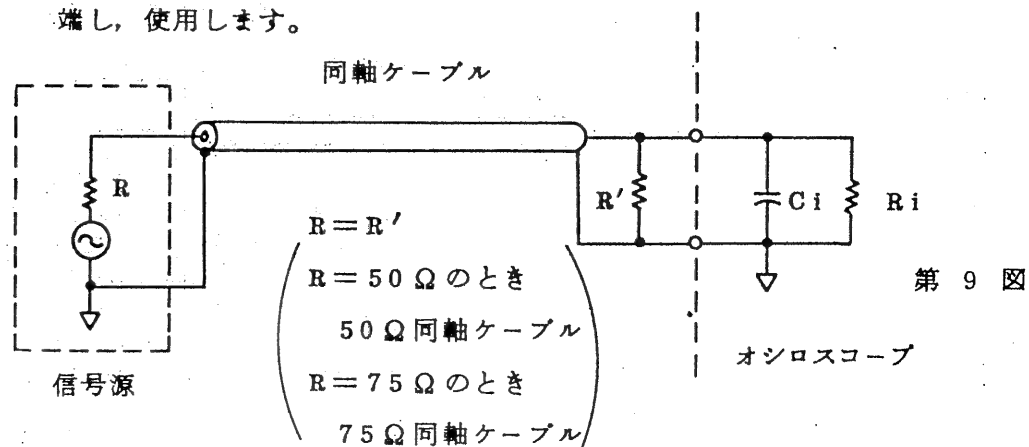 端し，使用します。
同軸ケーブル
R
R'
Ci
Ri
R＝R'
R＝50Ωのとき
50Ω同軸ケーブル
R＝75Ωのとき
75Ω同軸ケーブル
第 9 図
オシロスコープ
信号源